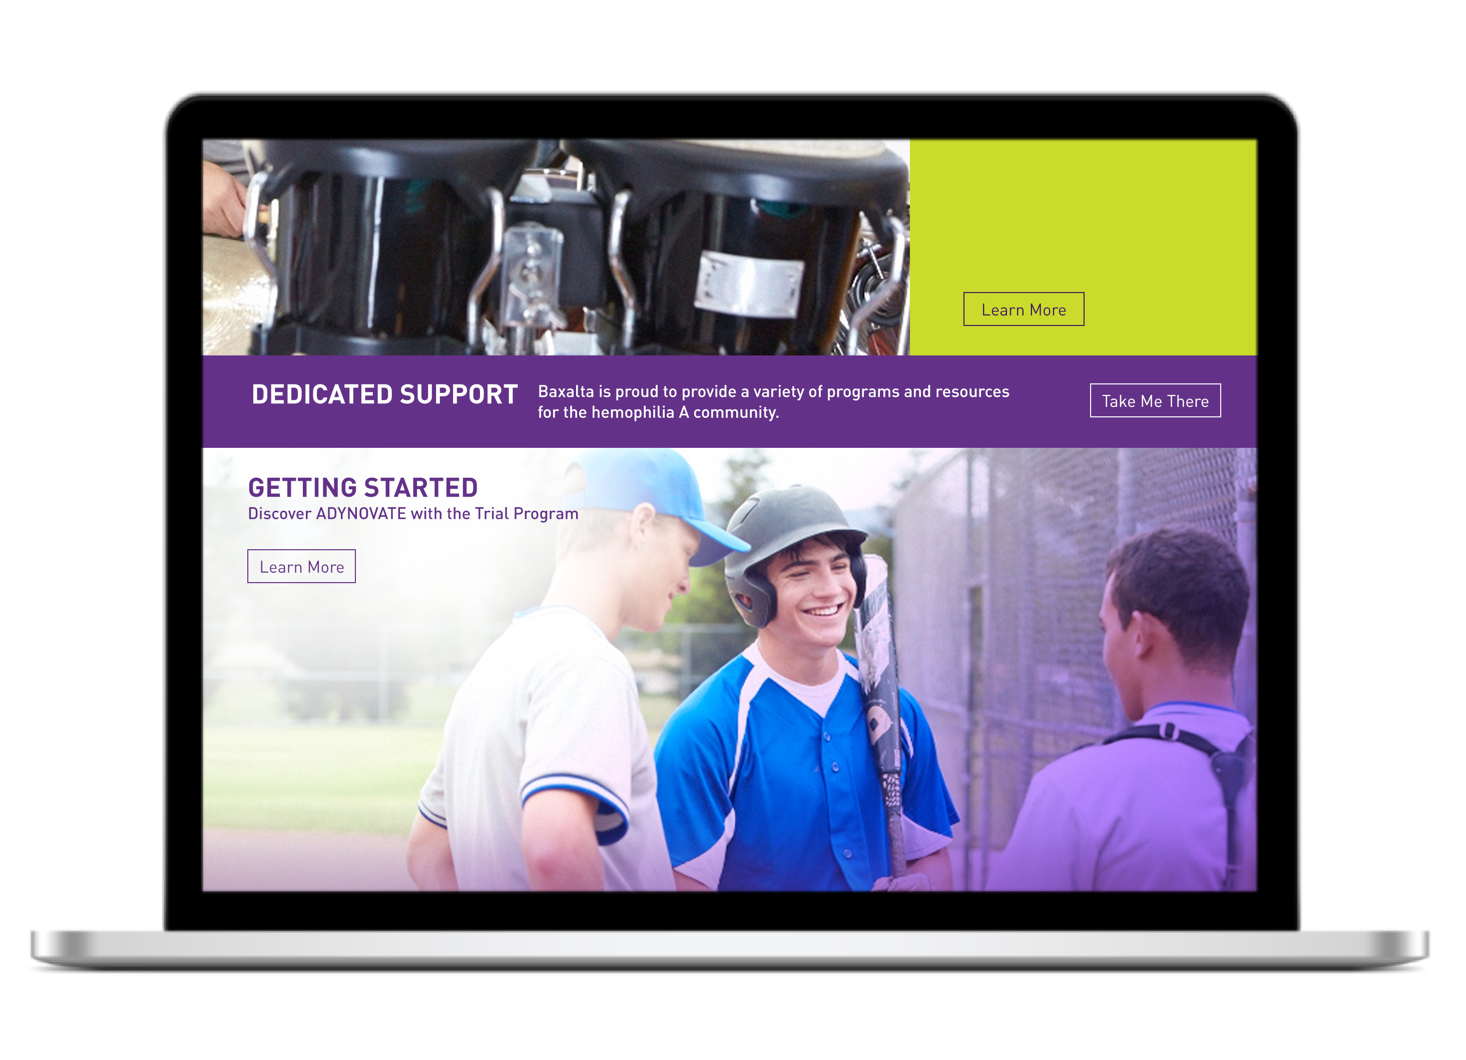 Learn More
DEDICATED SUPPORT
Baxalta is proud to provide a variety of programs and resources
for the hemophilia A community.
Take Me There
GETTING STARTED
Discover ADYNOVATE with the Trial Program
Learn More